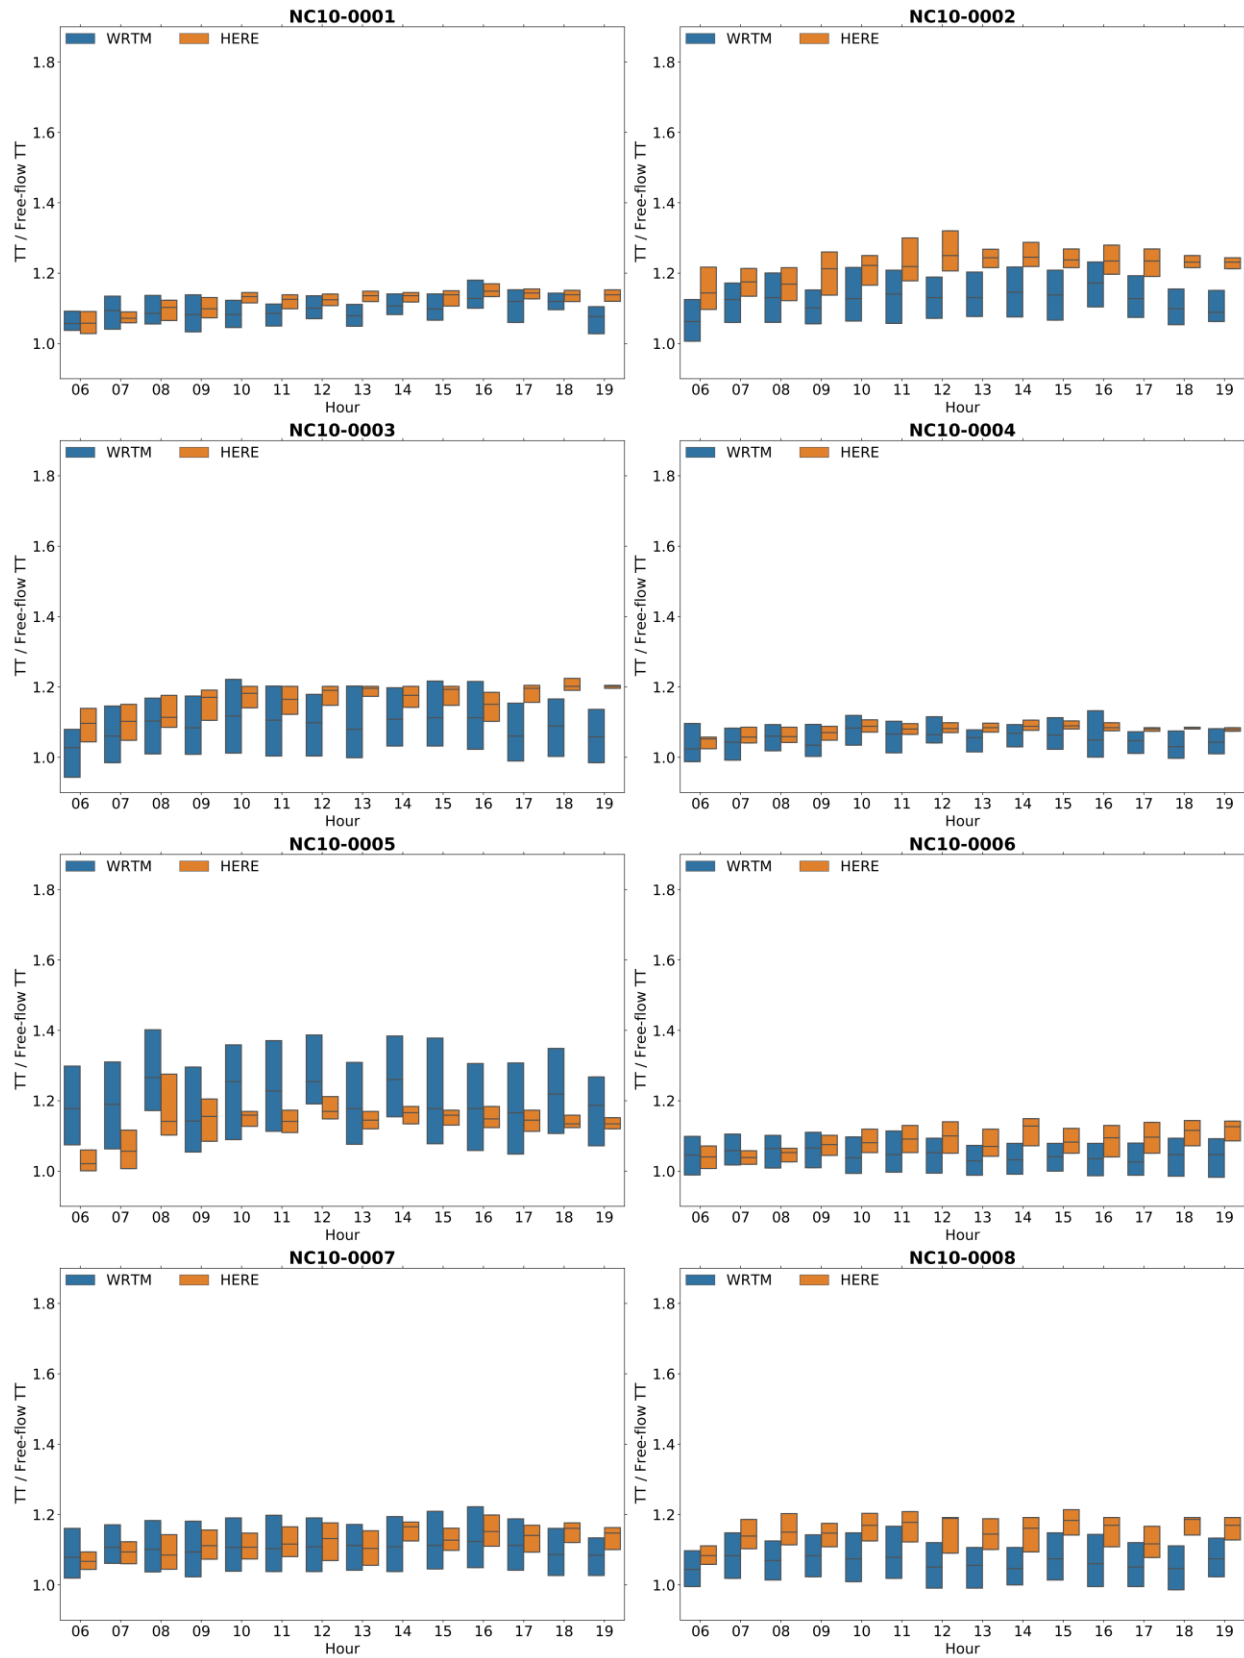 NC10-0001
WRTM HERE
1.8
1.6
1.4
1.2
1.0
TT / Free-flow TT
06 07 08 09 10 11 12 13 14 15 16 17 18 19
Hour
NC10-0002
WRTM HERE
1.8
1.6
1.4
1.2
1.0
TT / Free-flow TT
06 07 08 09 10 11 12 13 14 15 16 17 18 19
Hour
NC10-0003
WRTM HERE
1.8
1.6
1.4
1.2
1.0
TT / Free-flow TT
06 07 08 09 10 11 12 13 14 15 16 17 18 19
Hour
NC10-0004
WRTM HERE
1.8
1.6
1.4
1.2
1.0
TT / Free-flow TT
06 07 08 09 10 11 12 13 14 15 16 17 18 19
Hour
NC10-0005
WRTM HERE
1.8
1.6
1.4
1.2
1.0
TT / Free-flow TT
06 07 08 09 10 11 12 13 14 15 16 17 18 19
Hour
NC10-0006
WRTM HERE
1.8
1.6
1.4
1.2
1.0
TT / Free-flow TT
06 07 08 09 10 11 12 13 14 15 16 17 18 19
Hour
NC10-0007
WRTM HERE
1.8
1.6
1.4
1.2
1.0
TT / Free-flow TT
06 07 08 09 10 11 12 13 14 15 16 17 18 19
Hour
NC10-0008
WRTM HERE
1.8
1.6
1.4
1.2
1.0
TT / Free-flow TT
06 07 08 09 10 11 12 13 14 15 16 17 18 19
Hour